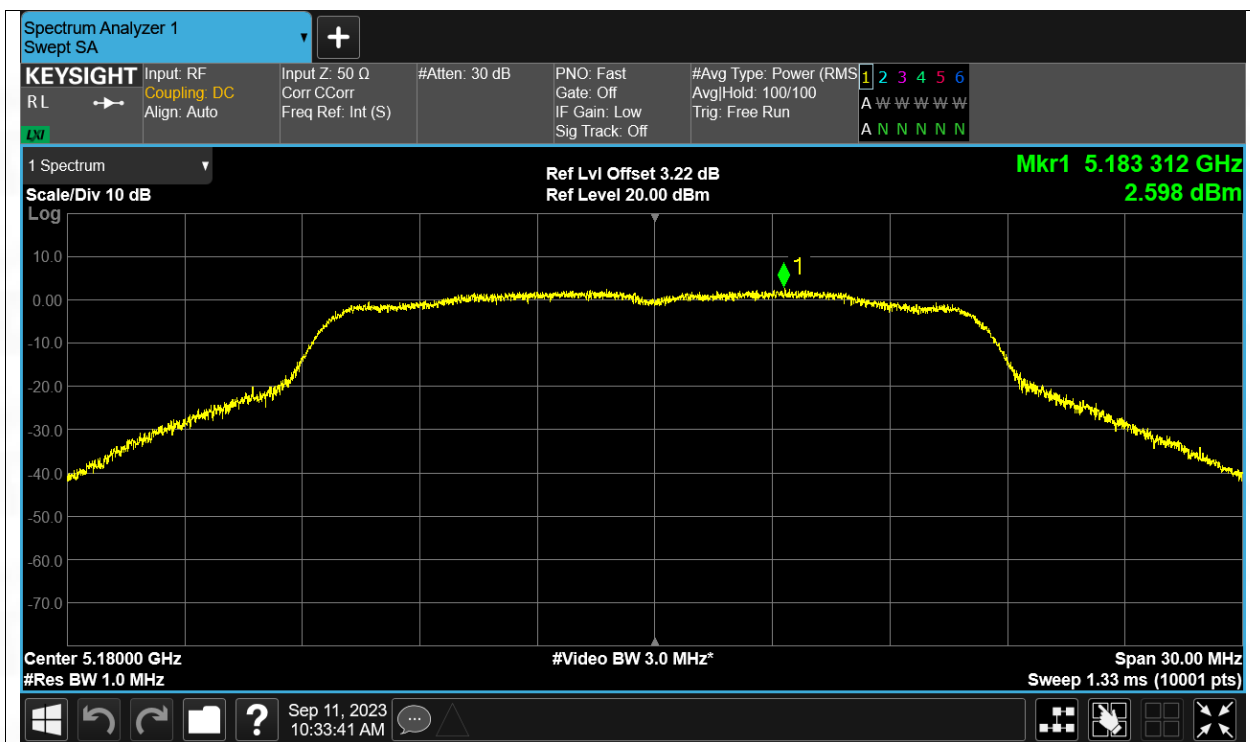 Spectrum Analyzer 1
Swept SA
KEYSIGHT
RL
LXI
Input: RF
Coupling: DC
Align: Auto
Input Z: 50 Ω
Corr CCorr
Freq Ref: Int (S)
#Atten: 30 dB
PNO: Fast
Gate: Off
IF Gain: Low
Sig Track: Off
#Avg Type: Power (RMS
Avg|Hold: 100/100
Trig: Free Run
1 2 3 4 5 6
A W W W W W
A N N N N N
1 Spectrum
Scale/Div 10 dB
Log
Ref Lvl Offset 3.22 dB
Ref Level 20.00 dBm
Mkr1 5.183 312 GHz
2.598 dBm
1
10.0
0.00
-10.0
-20.0
-30.0
-40.0
-50.0
-60.0
-70.0
Center 5.18000 GHz
#Res BW 1.0 MHz
#Video BW 3.0 MHz*
Span 30.00 MHz
Sweep 1.33 ms (10001 pts)
?
Sep 11, 2023
10:33:41 AM